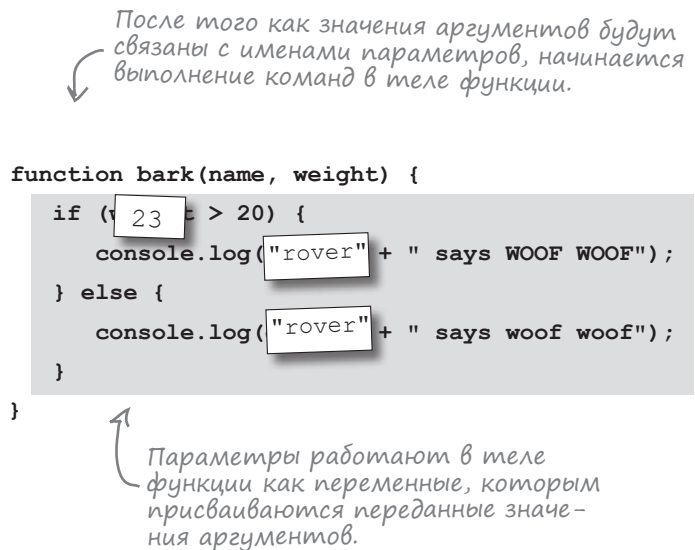 После того как значения аргументов будут
связаны с именами параметров, начинается
выполнение команд в теле функции.
function bark(name, weight) {
if (w 23 t > 20) {
console.log("rover" + " says WOOF WOOF");
} else {
console.log("rover" + " says woof woof");
}
}
Параметры работают в теле
функции как переменные, которым
присваиваются переданные значе-
ния аргументов.